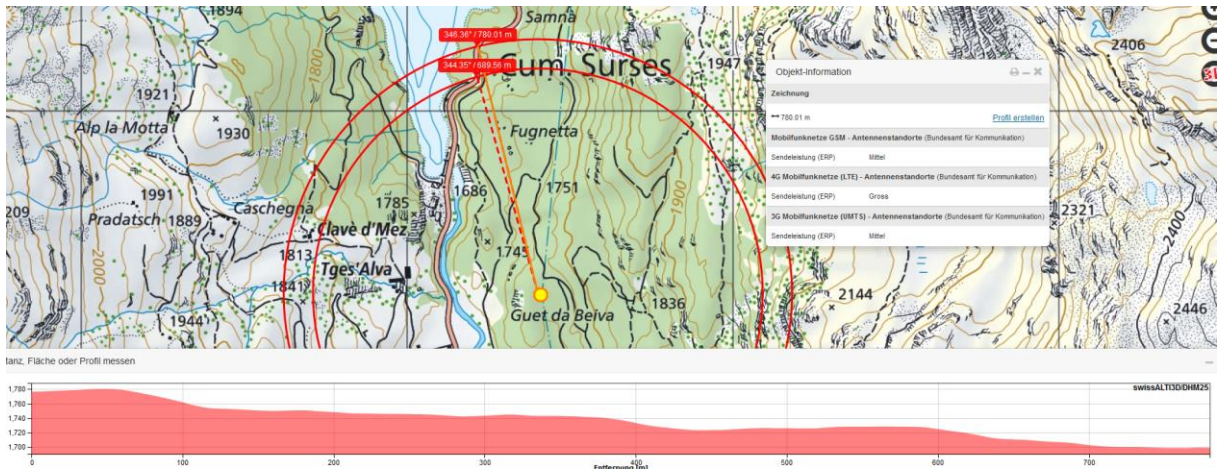 1894
Samna
1800
346.36° / 780.01 m
344.35° / 689.56 m
Cum. Surses
1947
2406
1921
Alp la Motta
1930
Fugnetta
1991
1686
1751
1900
209
Pradatsch
1889
Caschegna
1785
Clavè d'Mez
1813
1745
2000
Tges Alva
1841
1836
2144
1944
Guet da Beiva
2321
2400
2446
Objekt-Information
Zeichnung
780.01 m Profil erstellen
Mobilfunknetze GSM - Antennenstandorte (Bundesamt für Kommunikation)
Sendeleistung (ERP) Mittel
4G Mobilfunknetze (LTE) - Antennenstandorte (Bundesamt für Kommunikation)
Sendeleistung (ERP) Gross
3G Mobilfunknetze (UMTS) - Antennenstandorte (Bundesamt für Kommunikation)
Sendeleistung (ERP) Mittel
tanz, Fläche oder Profil messen
swissALTI3D/DHM25
1,780
1,760
1,740
1,720
1,700
0 100 200 300 400 500 600 700
Entfernung [m]